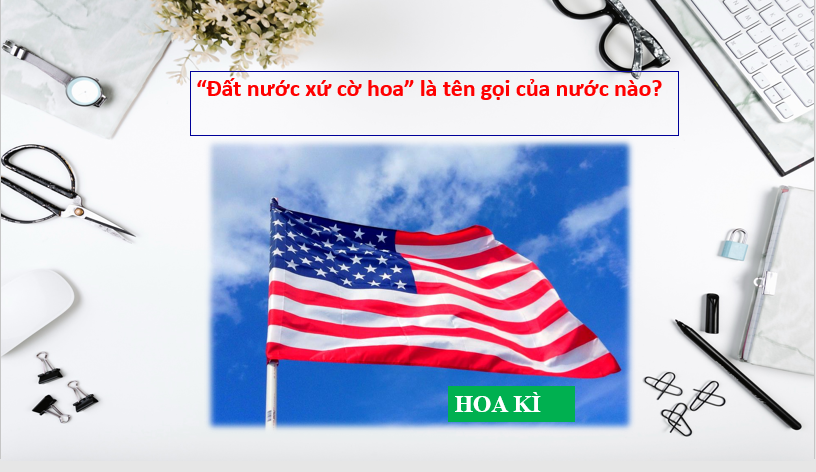 “Đất nước xứ cờ hoa” là tên gọi của nước nào?
HOA KÌ